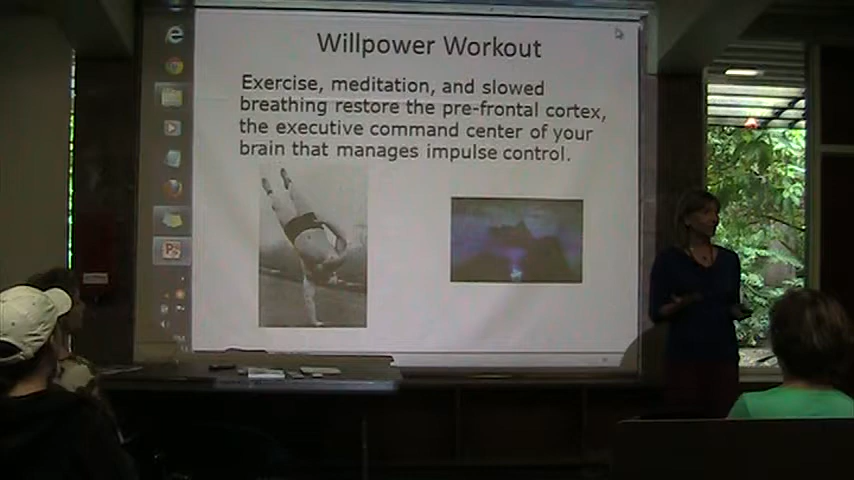 Willpower Workout
Exercise, meditation, and slowed
breathing restore the pre-frontal cortex,
the executive command center of your
brain that manages impulse control.